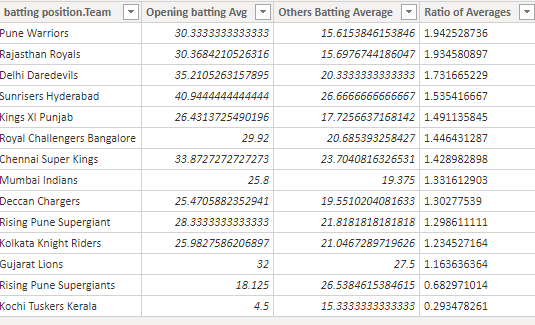 batting position.Team Opening batting Avg Others Batting Average Ratio of Averages
Pune Warriors 30.3333333333333 15.6153846153846 1.942528736
Rajasthan Royals 30.3684210526316 15.6976744186047 1.934580897
Delhi Daredevils 35.2105263157895 20.3333333333333 1.731665229
Sunrisers Hyderabad 40.9444444444444 26.6666666666667 1.535416667
Kings XI Punjab 26.4313725490196 17.7256637168142 1.491135845
Royal Challengers Bangalore 29.92 20.685393258427 1.446431287
Chennai Super Kings 33.8727272727273 23.7040816326531 1.428982898
Mumbai Indians 25.8 19.375 1.331612903
Deccan Chargers 25.4705882352941 19.5510204081633 1.30277539
Rising Pune Supergiant 28.3333333333333 21.8181818181818 1.298611111
Kolkata Knight Riders 25.9827586206897 21.0467289719626 1.234527164
Gujarat Lions 32 27.5 1.163636364
Rising Pune Supergiants 18.125 26.5384615384615 0.682971014
Kochi Tuskers Kerala 4.5 15.3333333333333 0.293478261